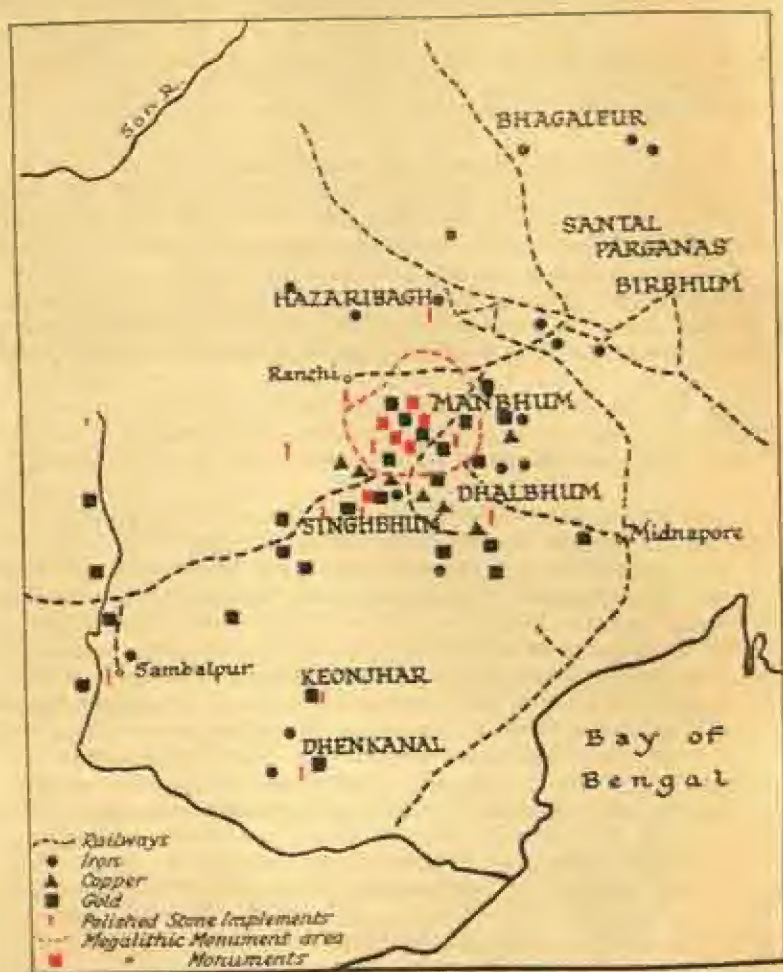 Son R.
BHAGALPUR
SANTAL
PARGANAS
BIRBHUM
HAZARIBAGH
Ranchi
MANBHUM
DHALBHUM
SINGHBHUM
Midnapore
Sambalpur
KEONJHAR
DHENKANAL
Bay of
Bengal
Railways
Iron
Copper
Gold
Polished Stone Implements
Megalithic Monument area
" Monuments